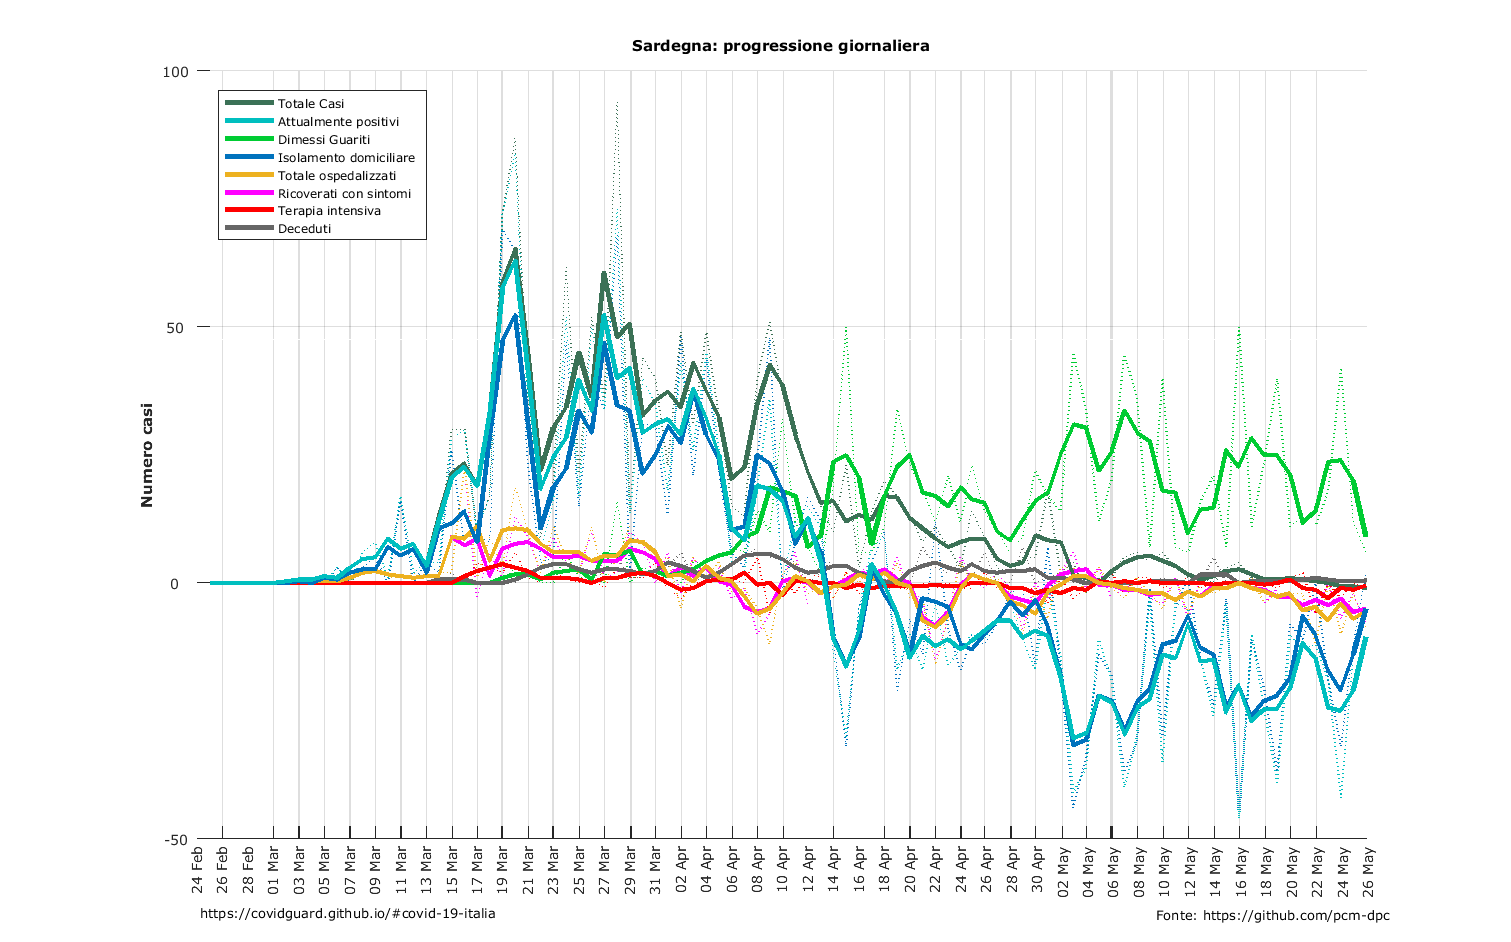 Sardegna: progressione giornaliera
100
Totale Casi
Attualmente positivi
Dimessi Guariti
Isolamento domiciliare
Totale ospedalizzati
Ricoverati con sintomi
Terapia intensiva
Deceduti
50
0
-50
Numero casi
24 Feb
26 Feb
28 Feb
01 Mar
03 Mar
05 Mar
07 Mar
09 Mar
11 Mar
13 Mar
15 Mar
17 Mar
19 Mar
21 Mar
23 Mar
25 Mar
27 Mar
29 Mar
31 Mar
02 Apr
04 Apr
06 Apr
08 Apr
10 Apr
12 Apr
14 Apr
16 Apr
18 Apr
20 Apr
22 Apr
24 Apr
26 Apr
28 Apr
30 Apr
02 May
04 May
06 May
08 May
10 May
12 May
14 May
16 May
18 May
20 May
22 May
24 May
26 May
https://covidguard.github.io/#covid-19-italia
Fonte: https://github.com/pcm-dpc